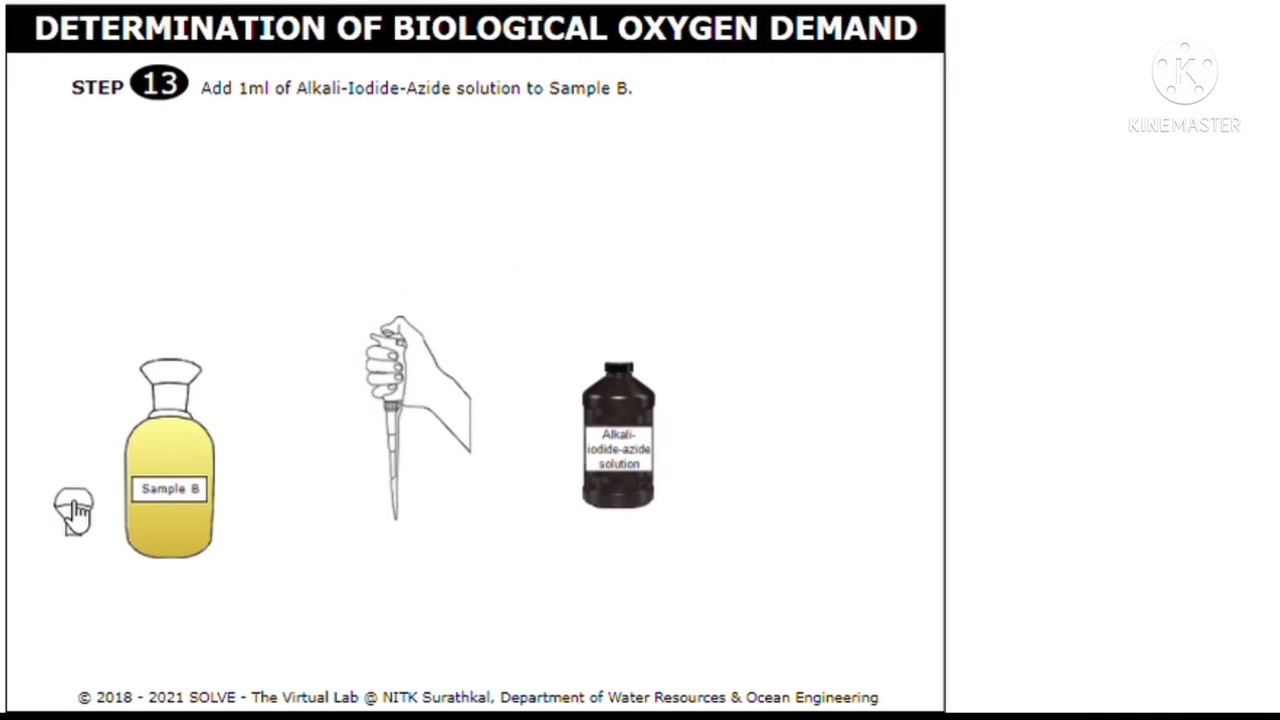 DETERMINATION OF BIOLOGICAL OXYGEN DEMAND
STEP 13 Add 1ml of Alkali-Iodide-Azide solution to Sample B.
K
KINEMASTER
Alkali-
iodide-azide
solution
Sample B
© 2018 - 2021 SOLVE - The Virtual Lab @ NITK Surathkal, Department of Water Resources & Ocean Engineering